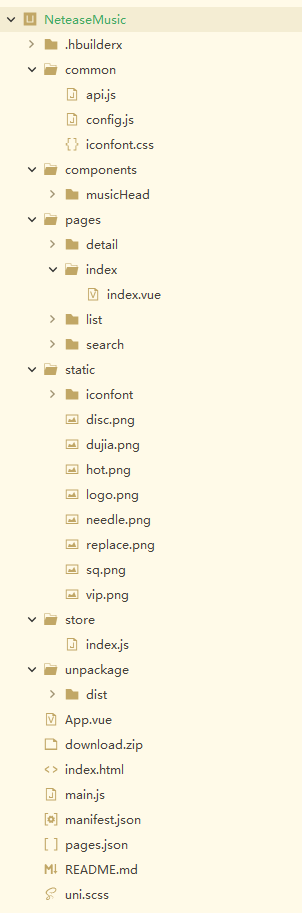 NeteaseMusic
.hbuilderx
common
api.js
config.js
iconfont.css
components
musicHead
pages
detail
index
index.vue
list
search
static
iconfont
disc.png
dujia.png
hot.png
logo.png
needle.png
replace.png
sq.png
vip.png
store
index.js
unpackage
dist
App.vue
download.zip
index.html
main.js
manifest.json
pages.json
README.md
uni.scss